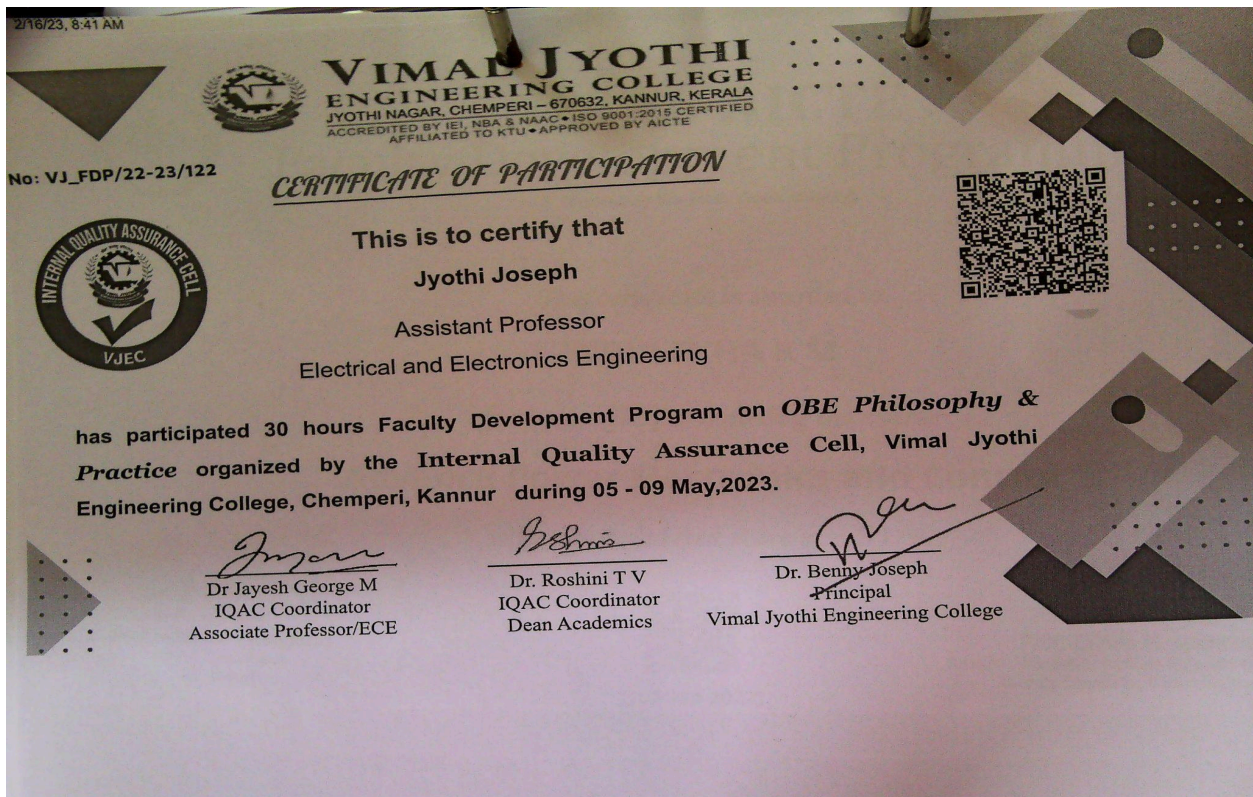 2/16/23, 8:41 AM
VIMAL JYOTHI
ENGINEERING COLLEGE
JYOTHI NAGAR, CHEMPERI – 670632, KANNUR, KERALA
ACCREDITED BY IEI, NBA & NAAC • ISO 9001:2015 CERTIFIED
AFFILIATED TO KTU • APPROVED BY AICTE
No: VJ_FDP/22-23/122
CERTIFICATE OF PARTICIPATION
INTERNAL QUALITY ASSURANCE CELL
VJEC
This is to certify that
Jyothi Joseph
Assistant Professor
Electrical and Electronics Engineering
has participated 30 hours Faculty Development Program on OBE Philosophy &
Practice organized by the Internal Quality Assurance Cell, Vimal Jyothi
Engineering College, Chemperi, Kannur during 05 - 09 May,2023.
Dr Jayesh George M
IQAC Coordinator
Associate Professor/ECE
Dr. Roshini T V
IQAC Coordinator
Dean Academics
Dr. Benny Joseph
Principal
Vimal Jyothi Engineering College